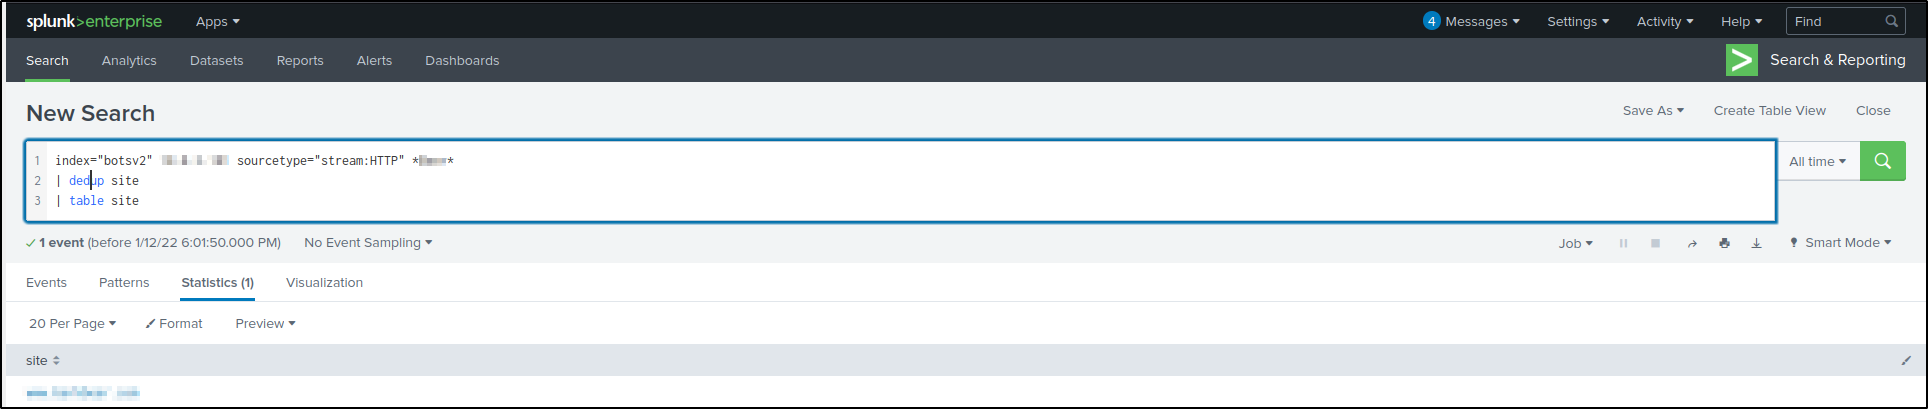 splunk>enterprise Apps 4 Messages Settings Activity Help Find
Search Analytics Datasets Reports Alerts Dashboards Search & Reporting
New Search Save As Create Table View Close
1 index="botsv2" sourcetype="stream:HTTP" * *
2 | dedup site All time
3 | table site
1 event (before 1/12/22 6:01:50.000 PM) No Event Sampling Job Smart Mode
Events Patterns Statistics (1) Visualization
20 Per Page Format Preview
site